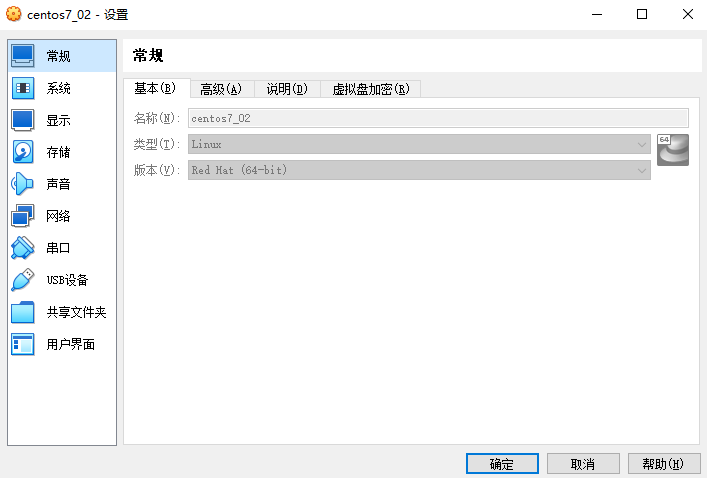 centos7_02 - 设置
常规
系统
显示
存储
声音
网络
串口
USB设备
共享文件夹
用户界面
常规
基本(B) 高级(A) 说明(D) 虚拟盘加密(R)
名称(N): centos7_02
类型(T): Linux
64
版本(V): Red Hat (64-bit)
确定 取消 帮助(H)